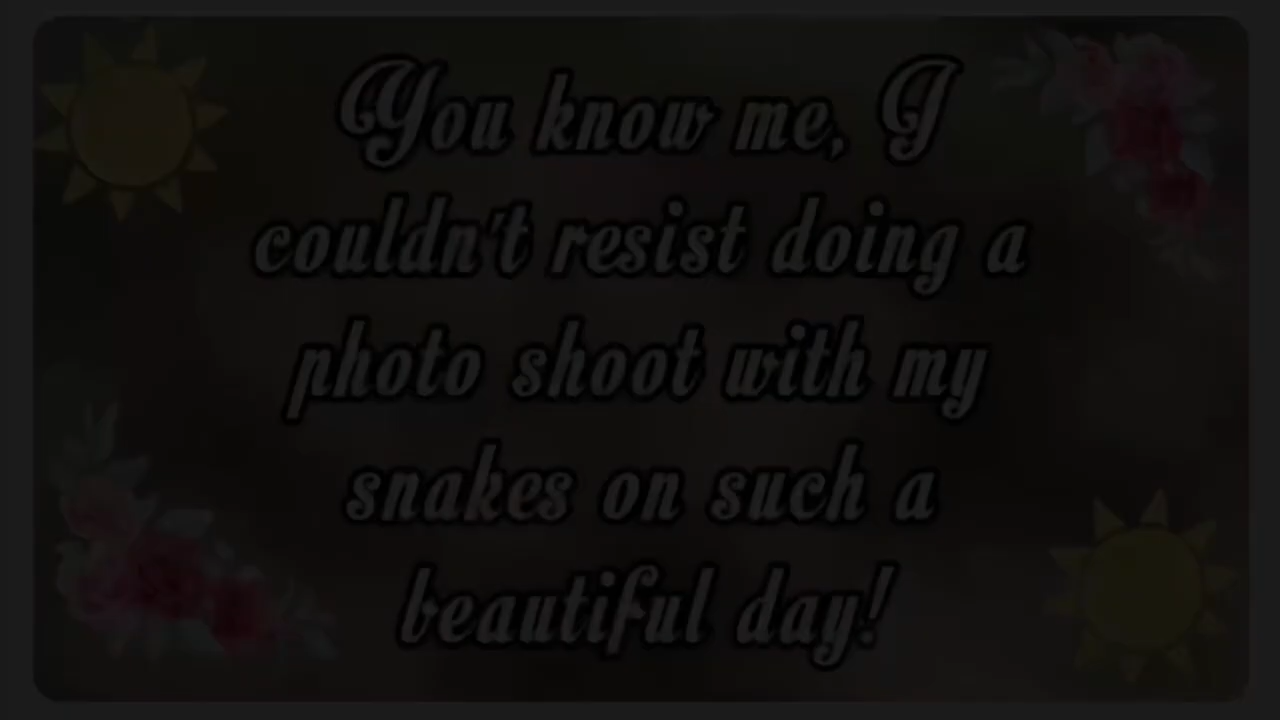 You know me, I
couldn't resist doing a
photo shoot with my
snakes on such a
beautiful day!